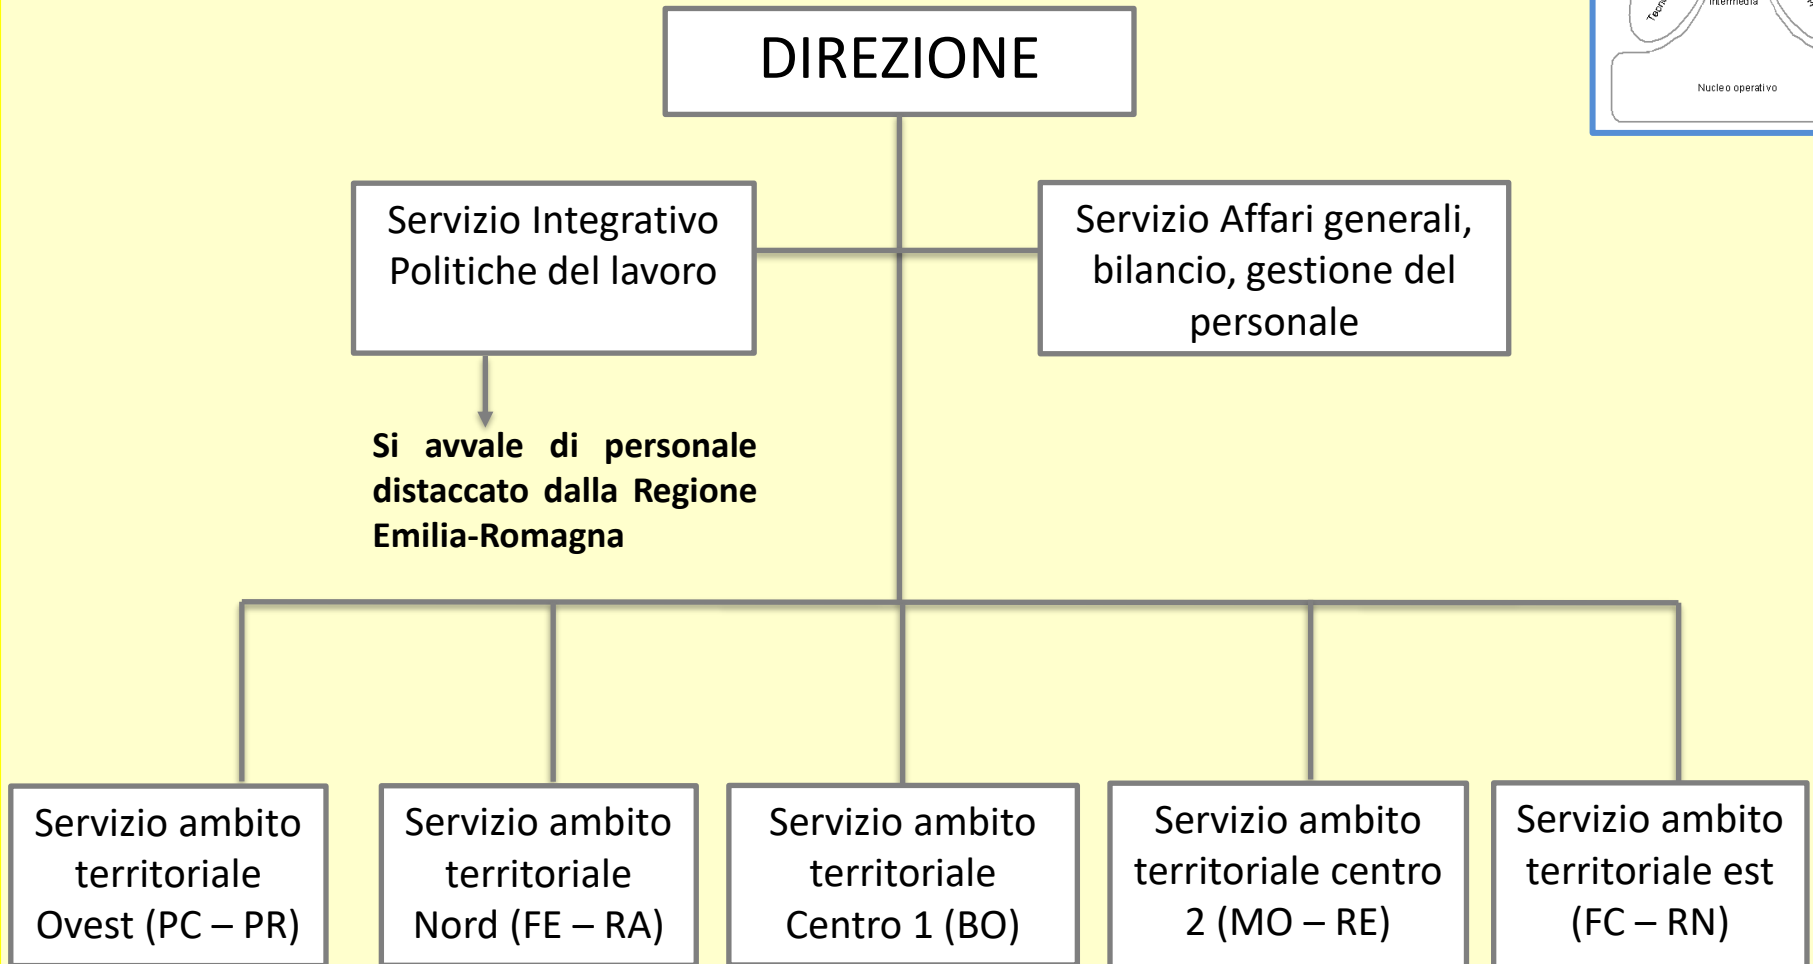 DIREZIONE
intermedia
Nucleo operativo
Servizio Integrativo
Politiche del lavoro
Servizio Affari generali,
bilancio, gestione del
personale
Si avvale di personale
distaccato dalla Regione
Emilia-Romagna
Servizio ambito
territoriale
Ovest (PC – PR)
Servizio ambito
territoriale
Nord (FE – RA)
Servizio ambito
territoriale
Centro 1 (BO)
Servizio ambito
territoriale centro
2 (MO – RE)
Servizio ambito
territoriale est
(FC – RN)